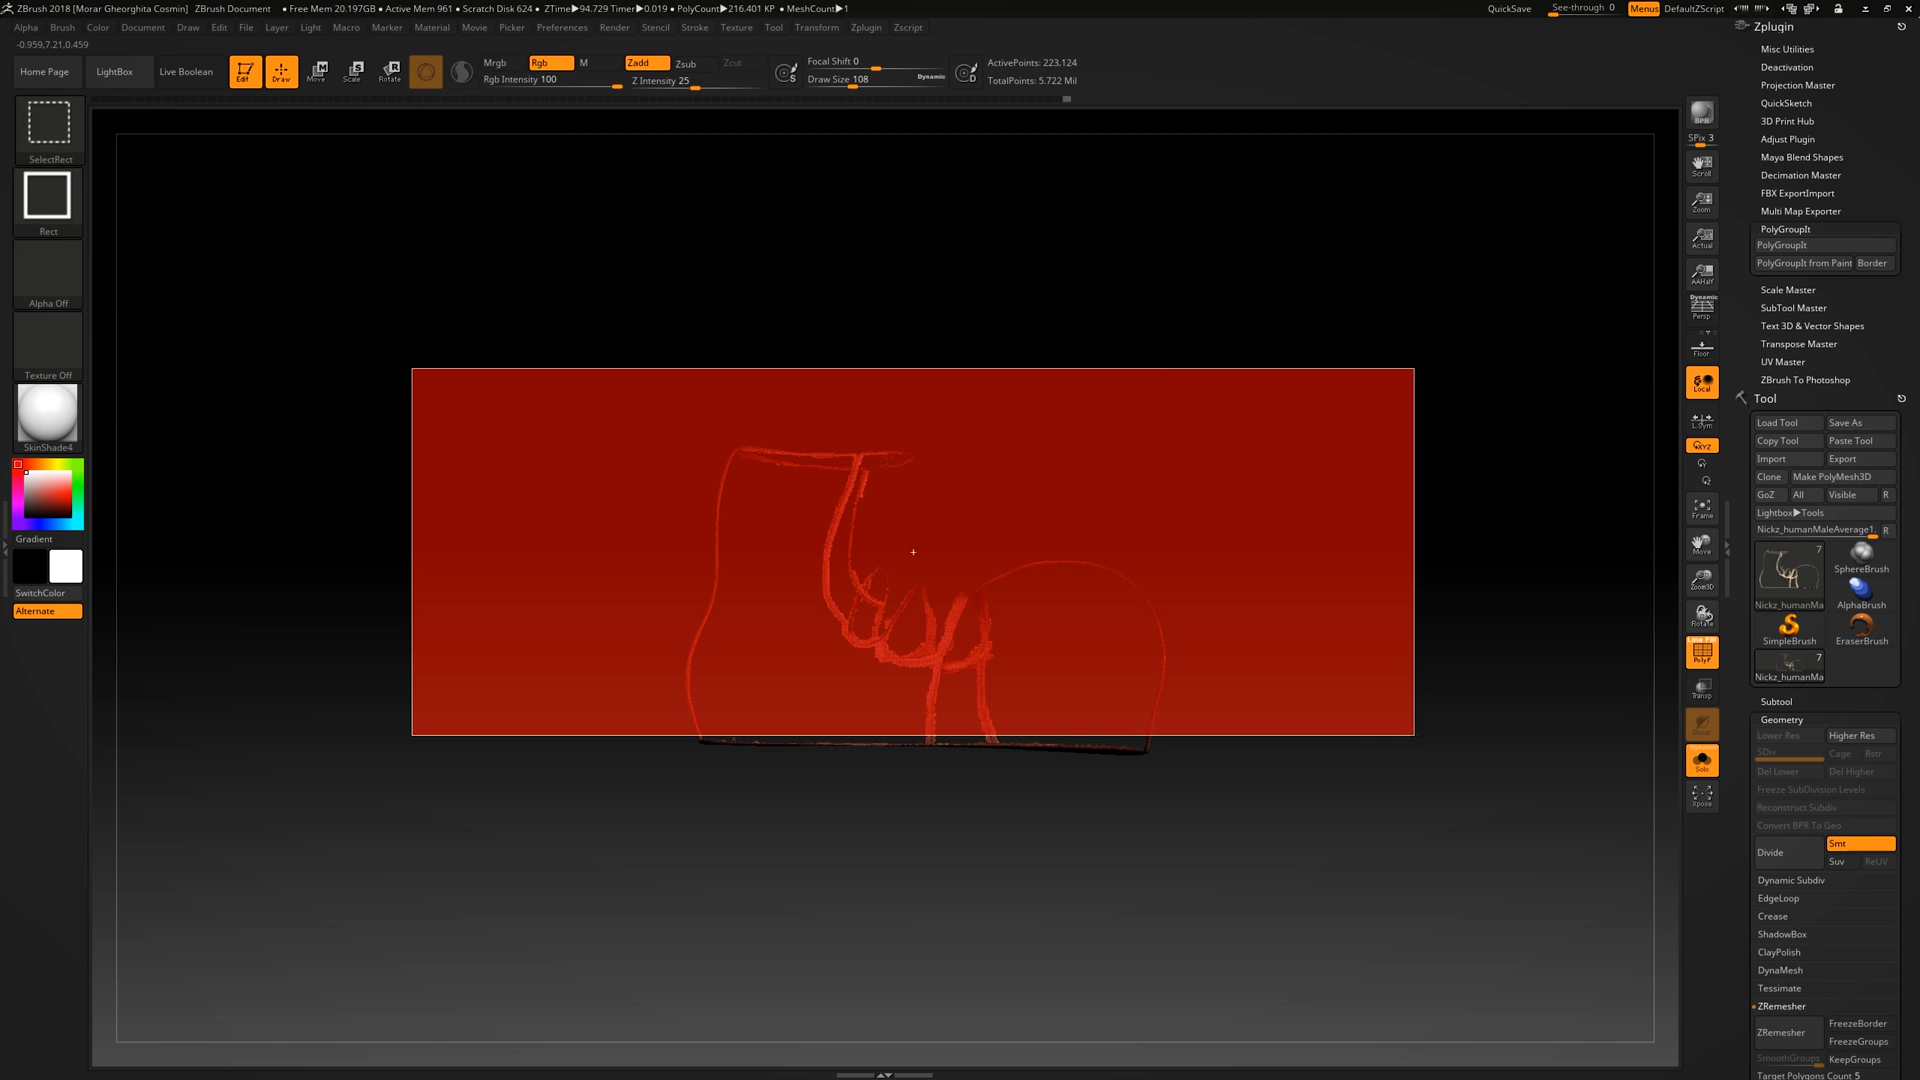 ZBrush 2018 [Morar Gheorghita Cosmin] ZBrush Document • Free Mem 20.197GB • Active Mem 961 • Scratch Disk 624 • ZTime▶94.729 Timer▶0.019 • PolyCount▶216.401 KP • MeshCount▶1 QuickSave See-through 0 Menus DefaultZScript
Alpha Brush Color Document Draw Edit File Layer Light Macro Marker Material Movie Picker Preferences Render Stencil Stroke Texture Tool Transform Zplugin Zscript
-0.959,7.21,0.459
Home Page LightBox Live Boolean Edit Draw Move Scale Rotate
Mrgb Rgb M Zadd Zsub Zcut Focal Shift 0 ActivePoints: 223,124
Rgb Intensity 100 Z Intensity 25 Draw Size 108 Dynamic TotalPoints: 5.722 Mil
SelectRect
Rect
Alpha Off
Texture Off
SkinShade4
Gradient
SwitchColor
Alternate
BPR
SPix 3
Scroll
Zoom
Actual
AAHalf
Dynamic
Persp
Floor
Local
L.Sym
XYZ
Frame
Move
Zoom3D
Rotate
Line Fill
PolyF
Transp
Ghost
Dynamic
Solo
Xpose
Zplugin
Misc Utilities
Deactivation
Projection Master
QuickSketch
3D Print Hub
Adjust Plugin
Maya Blend Shapes
Decimation Master
FBX ExportImport
Multi Map Exporter
PolyGroupIt
PolyGroupIt
PolyGroupIt from Paint Border
Scale Master
SubTool Master
Text 3D & Vector Shapes
Transpose Master
UV Master
ZBrush To Photoshop
Tool
Load Tool Save As
Copy Tool Paste Tool
Import Export
Clone Make PolyMesh3D
GoZ All Visible R
Lightbox▶Tools
Nickz_humanMaleAverage1. R
7
SphereBrush
Nickz_humanMa AlphaBrush
SimpleBrush EraserBrush
7
Nickz_humanMa
Subtool
Geometry
Lower Res Higher Res
SDiv Cage Rstr
Del Lower Del Higher
Freeze SubDivision Levels
Reconstruct Subdiv
Convert BPR To Geo
Divide Smt
Suv ReUV
Dynamic Subdiv
EdgeLoop
Crease
ShadowBox
ClayPolish
DynaMesh
Tessimate
ZRemesher
ZRemesher FreezeBorder
FreezeGroups
SmoothGroups KeepGroups
Target Polygons Count 5